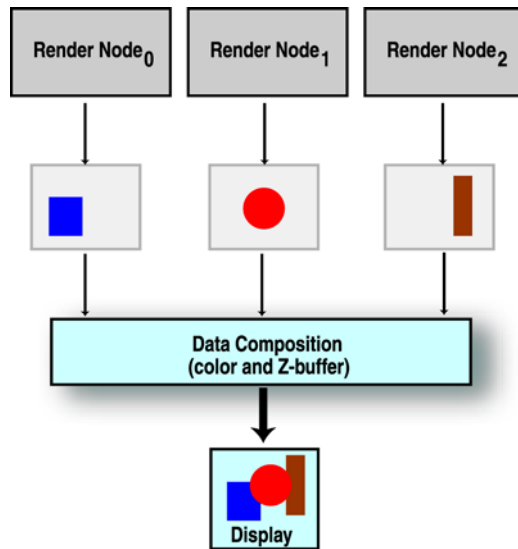 Render Node0
Render Node1
Render Node2
Data Composition
(color and Z-buffer)
Display